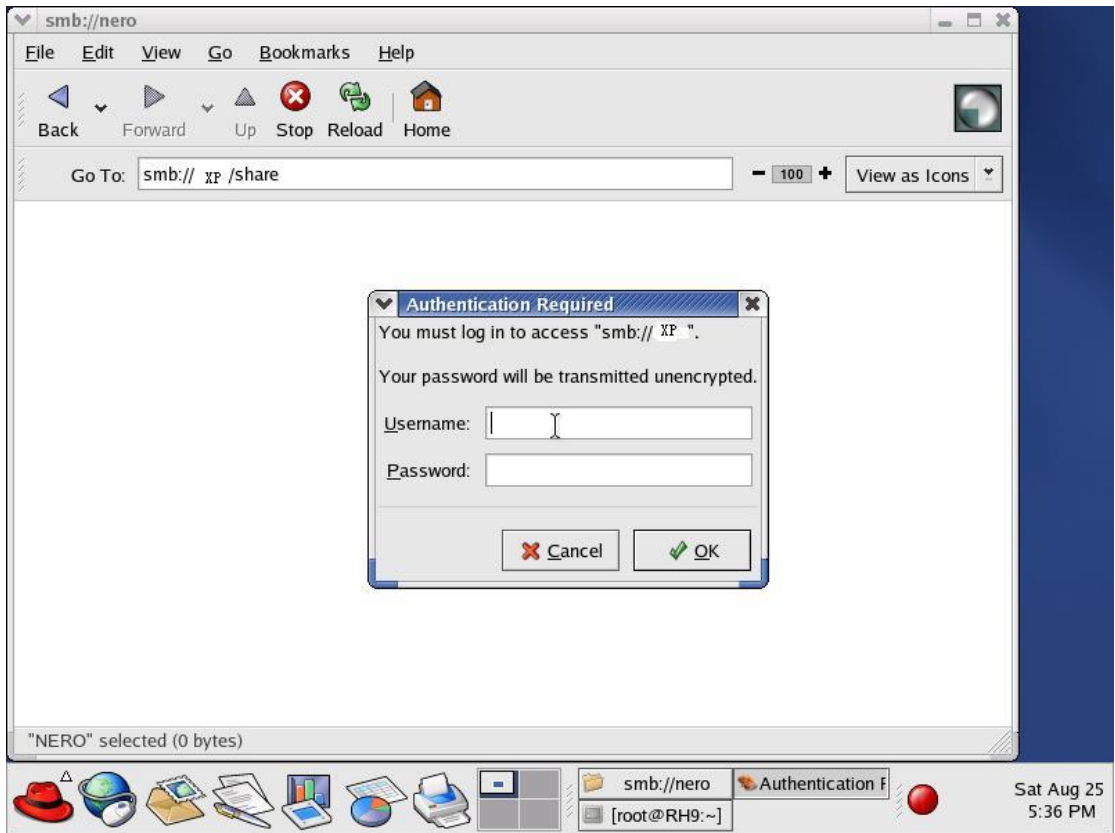 smb://nero
File Edit View Go Bookmarks Help
Back Forward Up Stop Reload Home
Go To: smb:// XP /share 100 View as Icons
Authentication Required
You must log in to access "smb:// XP ".
Your password will be transmitted unencrypted.
Username:
Password:
Cancel OK
"NERO" selected (0 bytes)
smb://nero Authentication F
[root@RH9:~]
Sat Aug 25
5:36 PM